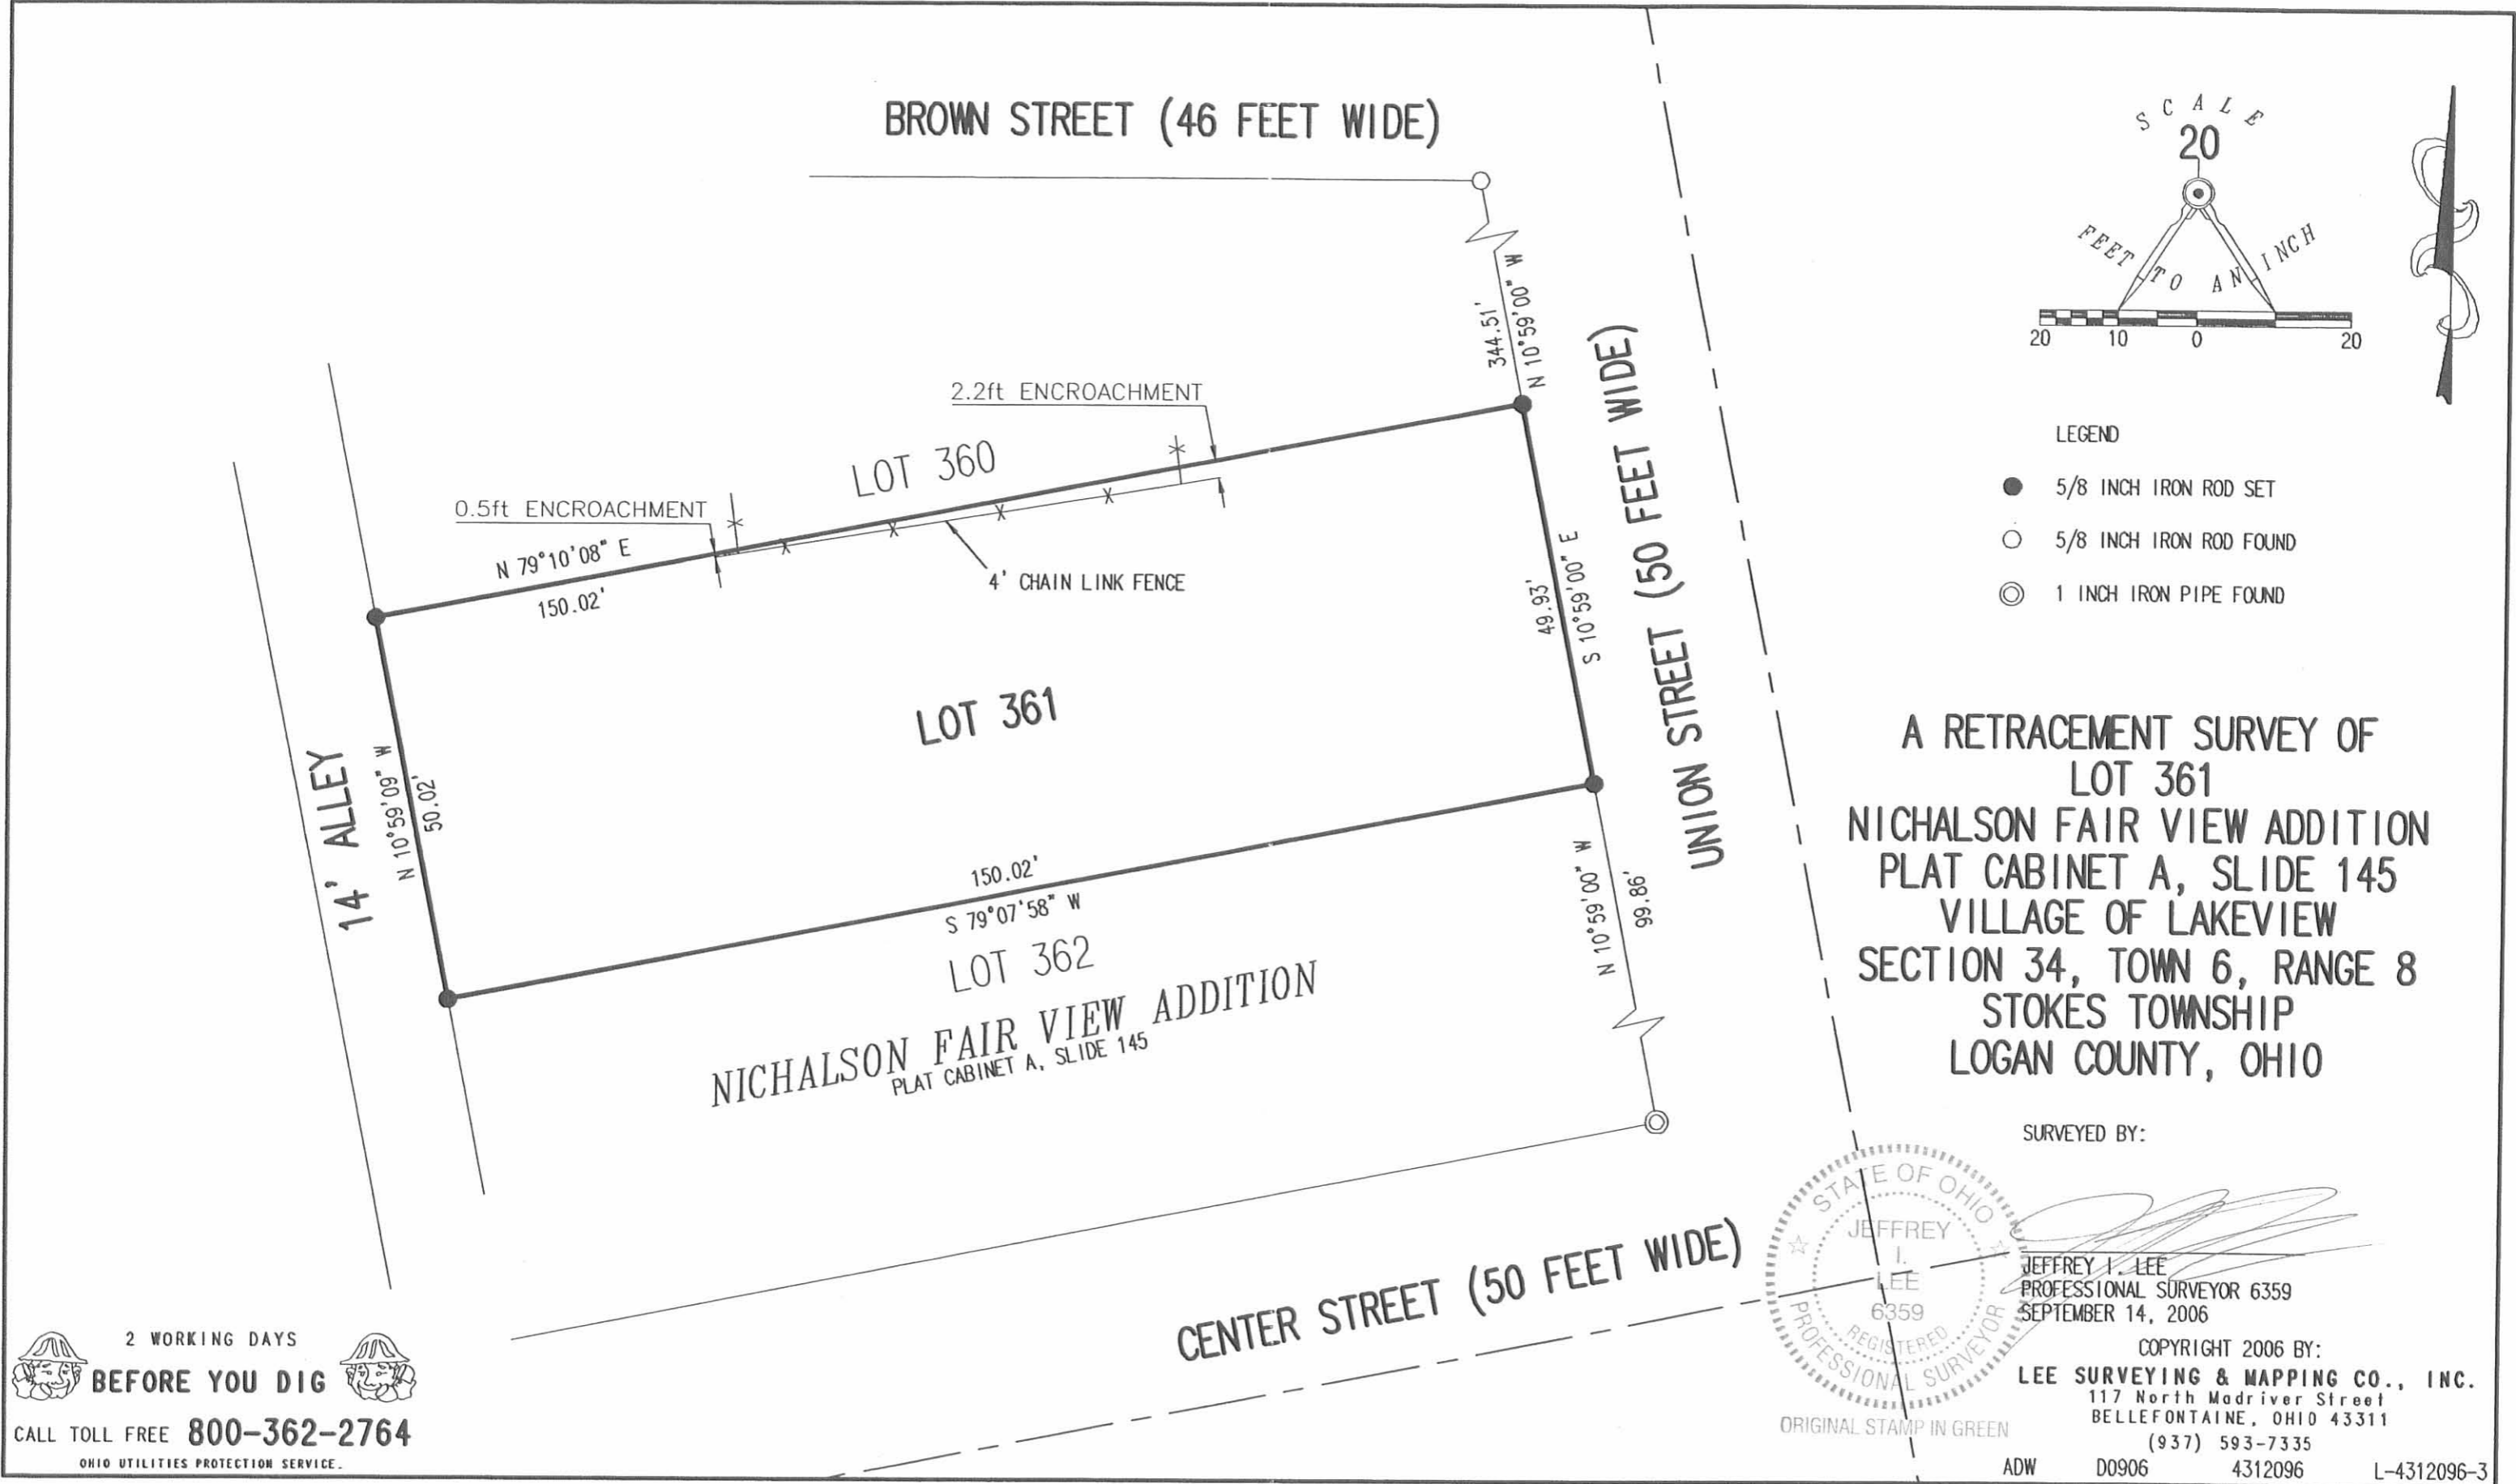 BROWN STREET (46 FEET WIDE)
SCALE
20
FEET TO AN INCH
20 10 0 20
344.51'
N 10°59'00" W
LEGEND
5/8 INCH IRON ROD SET
5/8 INCH IRON ROD FOUND
1 INCH IRON PIPE FOUND
2.2ft ENCROACHMENT
LOT 360
0.5ft ENCROACHMENT
N 79°10'08" E
150.02'
4' CHAIN LINK FENCE
49.93'
S 10°59'00" E
UNION STREET (50 FEET WIDE)
LOT 361
14' ALLEY
N 10°59'09" W
50.02'
150.02'
S 79°07'58" W
LOT 362
NICHALSON FAIR VIEW ADDITION
PLAT CABINET A, SLIDE 145
N 10°59'00" W
99.86'
CENTER STREET (50 FEET WIDE)
A RETRACEMENT SURVEY OF
LOT 361
NICHALSON FAIR VIEW ADDITION
PLAT CABINET A, SLIDE 145
VILLAGE OF LAKEVIEW
SECTION 34, TOWN 6, RANGE 8
STOKES TOWNSHIP
LOGAN COUNTY, OHIO
SURVEYED BY:
STATE OF OHIO
JEFFREY
I.
LEE
6359
REGISTERED
PROFESSIONAL SURVEYOR
ORIGINAL STAMP IN GREEN
JEFFREY I. LEE
PROFESSIONAL SURVEYOR 6359
SEPTEMBER 14, 2006
COPYRIGHT 2006 BY:
LEE SURVEYING & MAPPING CO., INC.
117 North Madriver Street
BELLEFONTAINE, OHIO 43311
(937) 593-7335
ADW D0906 4312096 L-4312096-3
2 WORKING DAYS
BEFORE YOU DIG
CALL TOLL FREE 800-362-2764
OHIO UTILITIES PROTECTION SERVICE.